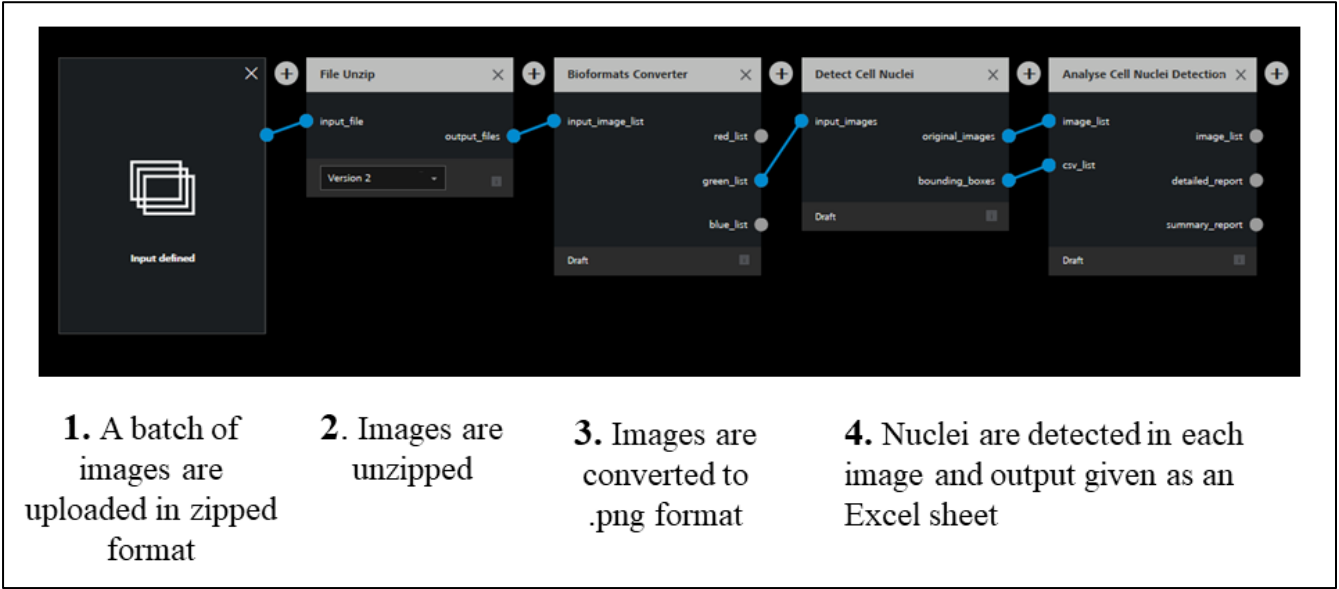 File Unzip
Bioformats Converter
Detect Cell Nuclei
Analyse Cell Nuclei Detection
input_file
output_files
Version 2
input_image_list
red_list
green_list
blue_list
Draft
input_images
original_images
bounding_boxes
Draft
image_list
image_list
csv_list
detailed_report
summary_report
Draft
Input defined
1. A batch of
images are
uploaded in zipped
format
2. Images are
unzipped
3. Images are
converted to
.png format
4. Nuclei are detected in each
image and output given as an
Excel sheet